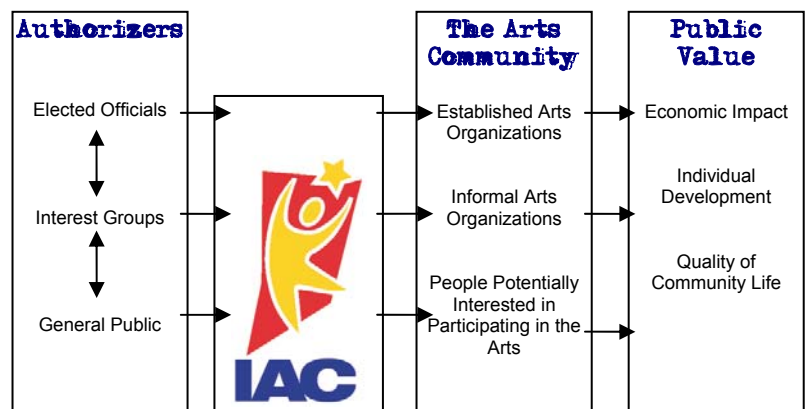 Authorizers
Elected Officials
Interest Groups
General Public
IAC
The Arts
Community
Established Arts
Organizations
Informal Arts
Organizations
People Potentially
Interested in
Participating in the
Arts
Public
Value
Economic Impact
Individual
Development
Quality of
Community Life